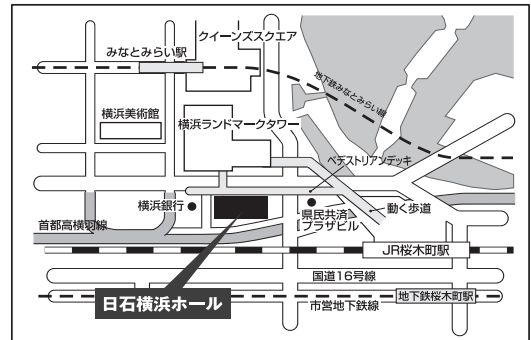 クイーンズスクエア
みなとみらい駅
地下鉄みなとみらい線
横浜美術館
横浜ランドマークタワー
ペデストリアンデッキ
横浜銀行
県民共済
プラザビル
動く歩道
首都高横羽線
JR桜木町駅
国道16号線
日石横浜ホール
地下鉄桜木町駅
市営地下鉄線